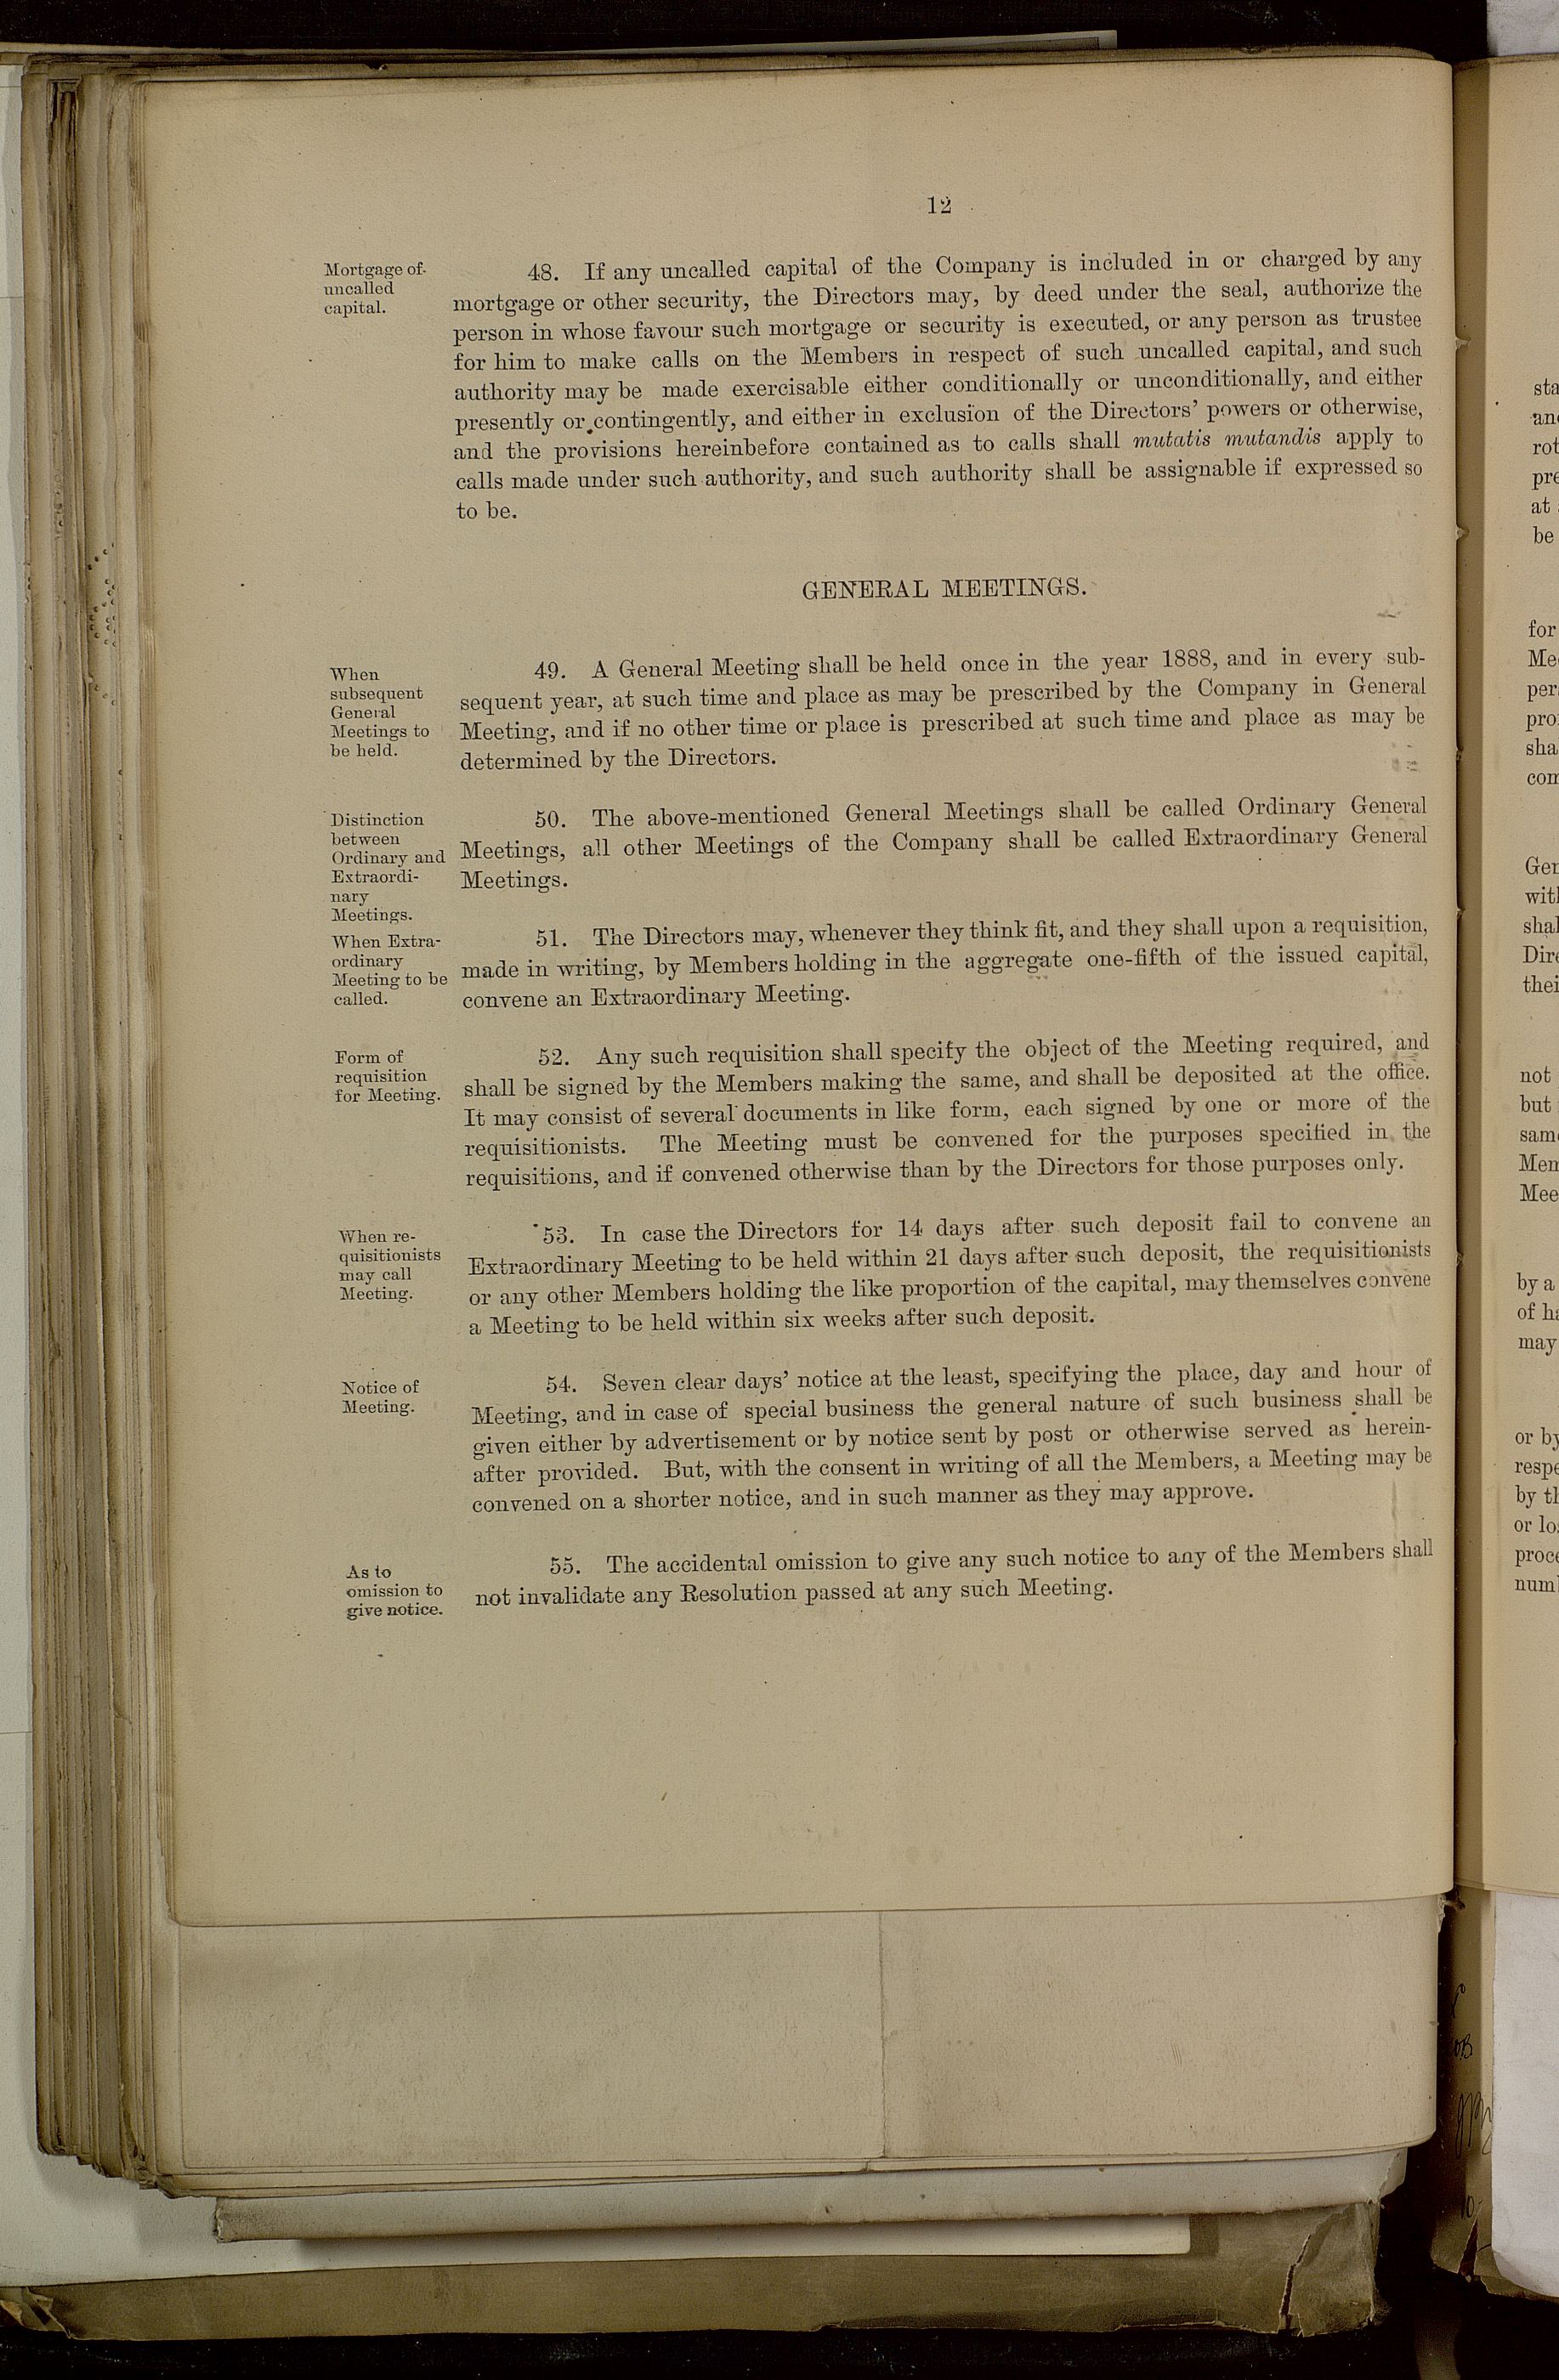 12
Mortgage of
uncalled
capital.
48. If any uncalled capital of the Company is included in or charged by any
mortgage or other security, the Directors may, by deed under the seal, authorize the
person in whose favour such mortgage or security is executed, or any person as trustee
for him to make calls on the Members in respect of such uncalled capital, and such
authority may be made exercisable either conditionally or unconditionally, and either
presently or contingently, and either in exclusion of the Directors' powers or otherwise,
and the provisions hereinbefore contained as to calls shall mutatis mutandis apply to
calls made under such authority, and such authority shall be assignable if expressed so
to be.
GENERAL MEETINGS.
When
subsequent
General
Meetings to
be held.
49. A General Meeting shall be held once in the year 1888, and in every sub-
sequent year, at such time and place as may be prescribed by the Company in General
Meeting, and if no other time or place is prescribed at such time and place as may be
determined by the Directors.
Distinction
between
Ordinary and
Extraordi-
nary
Meetings.
50. The above-mentioned General Meetings shall be called Ordinary General
Meetings, all other Meetings of the Company shall be called Extraordinary General
Meetings.
When Extra-
ordinary
Meeting to be
called.
51. The Directors may, whenever they think fit, and they shall upon a requisition,
made in writing, by Members holding in the aggregate one-fifth of the issued capital,
convene an Extraordinary Meeting.
Form of
requisition
for Meeting.
52. Any such requisition shall specify the object of the Meeting required, and
shall be signed by the Members making the same, and shall be deposited at the office.
It may consist of several documents in like form, each signed by one or more of the
requisitionists. The Meeting must be convened for the purposes specified in the
requisitions, and if convened otherwise than by the Directors for those purposes only.
When re-
quisitionists
may call
Meeting.
53. In case the Directors for 14 days after such deposit fail to convene an
Extraordinary Meeting to be held within 21 days after such deposit, the requisitionists
or any other Members holding the like proportion of the capital, may themselves convene
a Meeting to be held within six weeks after such deposit.
Notice of
Meeting.
54. Seven clear days' notice at the least, specifying the place, day and hour of
Meeting, and in case of special business the general nature of such business shall be
given either by advertisement or by notice sent by post or otherwise served as herein-
after provided. But, with the consent in writing of all the Members, a Meeting may be
convened on a shorter notice, and in such manner as they may approve.
As to
omission to
give notice.
55. The accidental omission to give any such notice to any of the Members shall
not invalidate any Resolution passed at any such Meeting.
at
be
for
not
but
by a
may